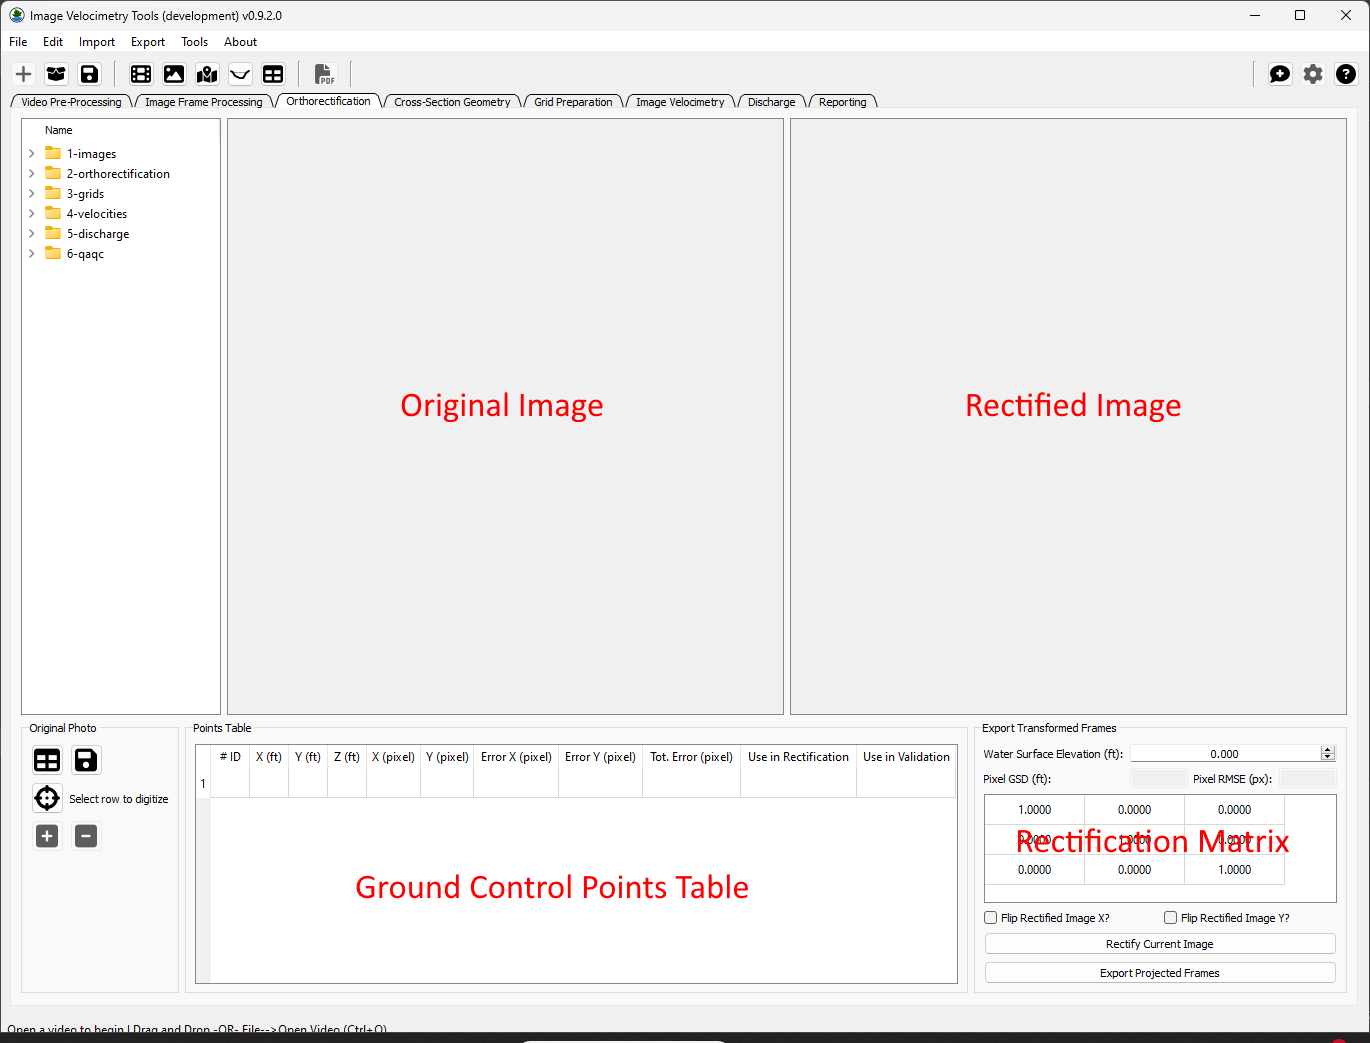 Image Velocimetry Tools (development) v0.9.2.0
File Edit Import Export Tools About
PDF
Video Pre-Processing Image Frame Processing Orthorectification Cross-Section Geometry Grid Preparation Image Velocimetry Discharge Reporting
Name
1-images
2-orthorectification
3-grids
4-velocities
5-discharge
6-qaqc
Original Image
Rectified Image
Original Photo
Select row to digitize
Points Table
# ID X (ft) Y (ft) Z (ft) X (pixel) Y (pixel) Error X (pixel) Error Y (pixel) Tot. Error (pixel) Use in Rectification Use in Validation
1
Ground Control Points Table
Export Transformed Frames
Water Surface Elevation (ft): 0.000
Pixel GSD (ft): Pixel RMSE (px):
1.0000 0.0000 0.0000
0.0000 1.0000 0.0000
Rectification Matrix
0.0000 0.0000 1.0000
Flip Rectified Image X? Flip Rectified Image Y?
Rectify Current Image
Export Projected Frames
Open a video to begin | Drag and Drop -OR- File-->Open Video (Ctrl+O)